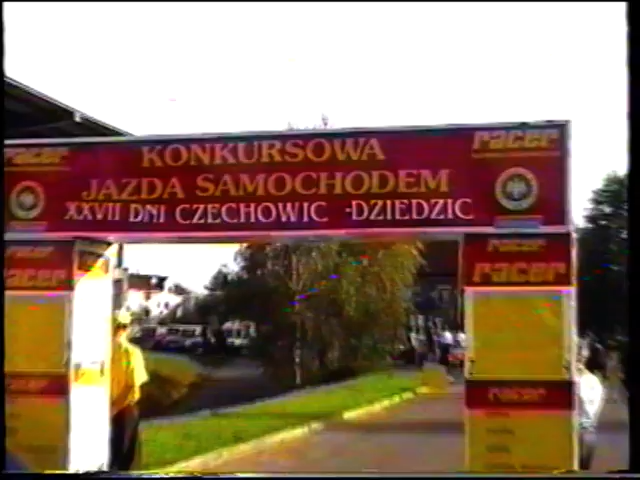 racer
racer
KONKURSOWA
JAZDA SAMOCHODEM
XXVII DNI CZECHOWIC -DZIEDZIC
racer
racer
racer
racer
racer